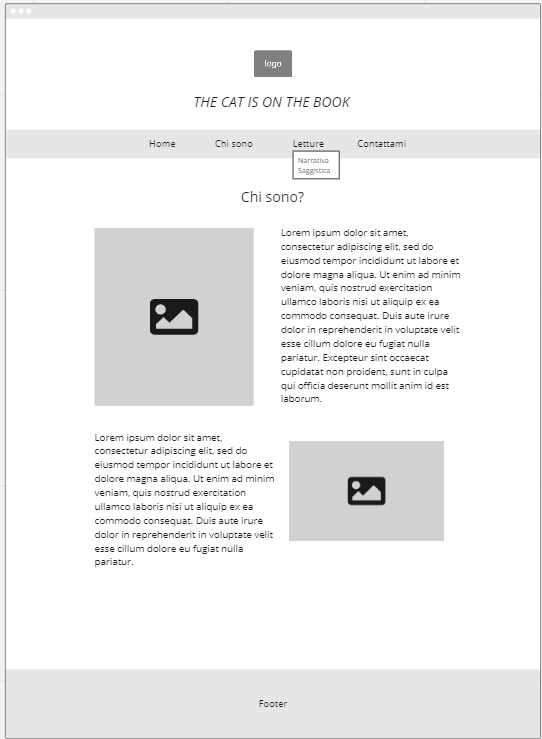 logo
THE CAT IS ON THE BOOK
Home Chi sono Letture Contattami
Narrativa
Saggistica
Chi sono?
Lorem ipsum dolor sit amet,
consectetur adipiscing elit, sed do
eiusmod tempor incididunt ut labore et
dolore magna aliqua. Ut enim ad minim
veniam, quis nostrud exercitation
ullamco laboris nisi ut aliquip ex ea
commodo consequat. Duis aute irure
dolor in reprehenderit in voluptate velit
esse cillum dolore eu fugiat nulla
pariatur. Excepteur sint occaecat
cupidatat non proident, sunt in culpa
qui officia deserunt mollit anim id est
laborum.
Lorem ipsum dolor sit amet,
consectetur adipiscing elit, sed do
eiusmod tempor incididunt ut labore et
dolore magna aliqua. Ut enim ad minim
veniam, quis nostrud exercitation
ullamco laboris nisi ut aliquip ex ea
commodo consequat. Duis aute irure
dolor in reprehenderit in voluptate velit
esse cillum dolore eu fugiat nulla
pariatur.
Footer